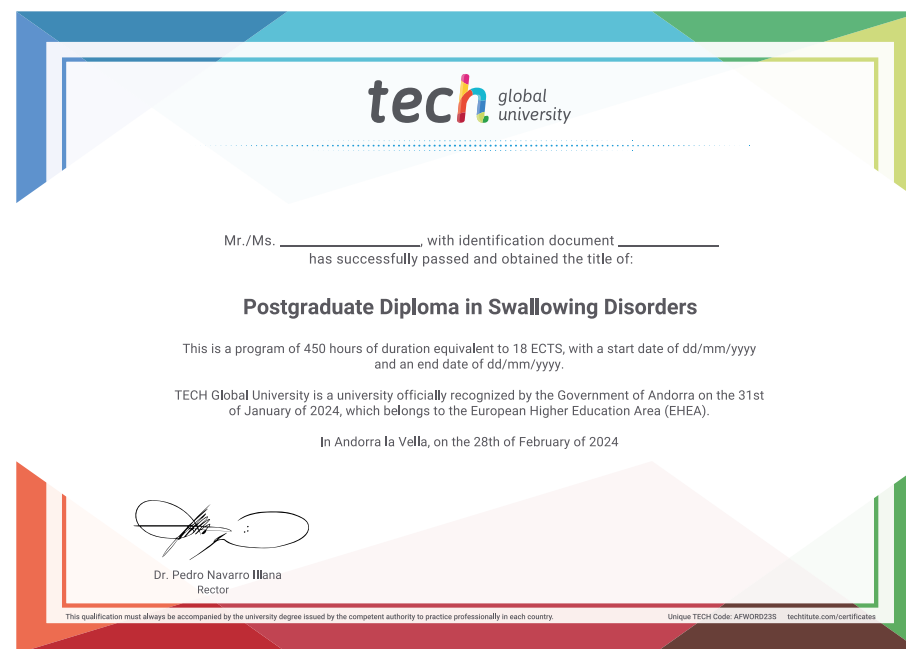 tech global
university
Mr./Ms. ____________________, with identification document ______________
has successfully passed and obtained the title of:
Postgraduate Diploma in Swallowing Disorders
This is a program of 450 hours of duration equivalent to 18 ECTS, with a start date of dd/mm/yyyy
and an end date of dd/mm/yyyy.
TECH Global University is a university officially recognized by the Government of Andorra on the 31st
of January of 2024, which belongs to the European Higher Education Area (EHEA).
In Andorra la Vella, on the 28th of February of 2024
Dr. Pedro Navarro Illana
Rector
This qualification must always be accompanied by the university degree issued by the competent authority to practice professionally in each country.
Unique TECH Code: AFWORD23S techtitute.com/certificates